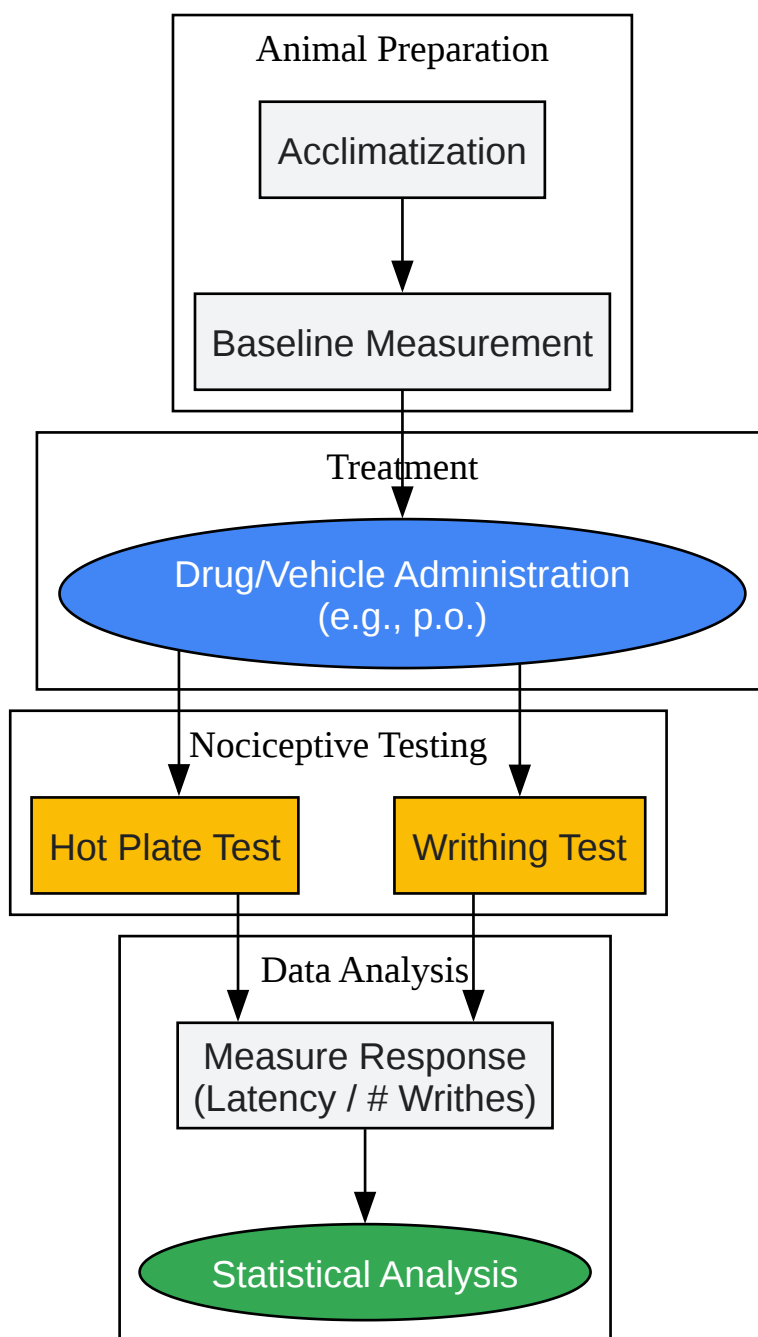 Animal Preparation
Acclimatization
Baseline Measurement
Treatment
Drug/Vehicle Administration
(e.g., p.o.)
Nociceptive Testing
Hot Plate Test
Writhing Test
Data Analysis
Measure Response
(Latency / # Writhes)
Statistical Analysis